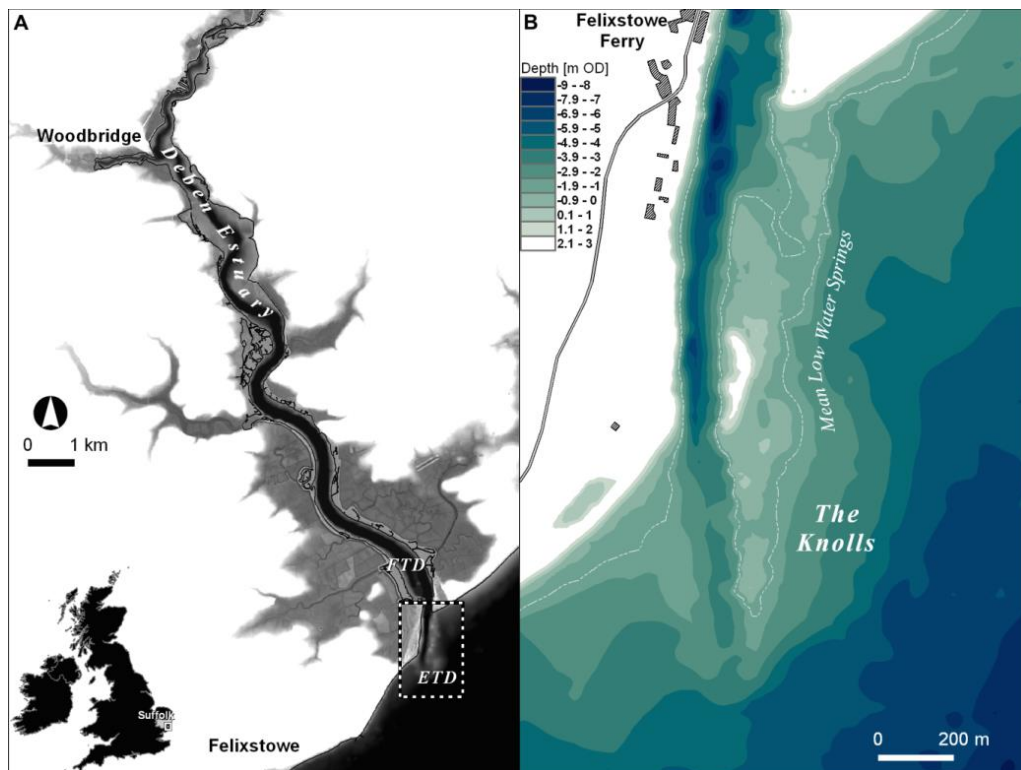 A
Woodbridge
Deben Estuary
0 1 km
FTD
ETD
Suffolk
Felixstowe
B
Felixstowe
Ferry
Depth [m OD]
-9 - -8
-7.9 - -7
-6.9 - -6
-5.9 - -5
-4.9 - -4
-3.9 - -3
-2.9 - -2
-1.9 - -1
-0.9 - 0
0.1 - 1
1.1 - 2
2.1 - 3
Mean Low Water Springs
The
Knolls
0 200 m